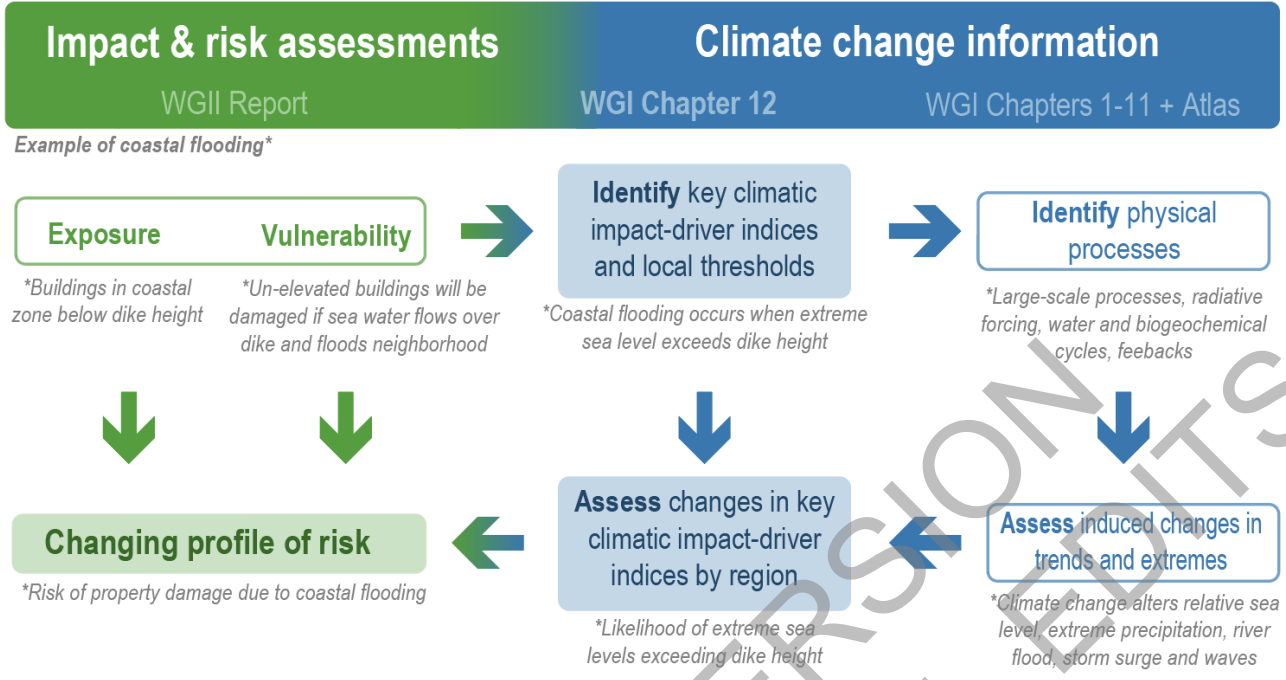 Impact & risk assessments
Climate change information
WGII Report
WGI Chapter 12
WGI Chapters 1-11 + Atlas
Example of coastal flooding*
Exposure
Vulnerability
*Buildings in coastal
zone below dike height
*Un-elevated buildings will be
damaged if sea water flows over
dike and floods neighborhood
Identify key climatic
impact-driver indices
and local thresholds
*Coastal flooding occurs when extreme
sea level exceeds dike height
Identify physical
processes
*Large-scale processes, radiative
forcing, water and biogeochemical
cycles, feebacks
Changing profile of risk
*Risk of property damage due to coastal flooding
Assess changes in key
climatic impact-driver
indices by region
*Likelihood of extreme sea
levels exceeding dike height
Assess induced changes in
trends and extremes
*Climate change alters relative sea
level, extreme precipitation, river
flood, storm surge and waves
EDITS